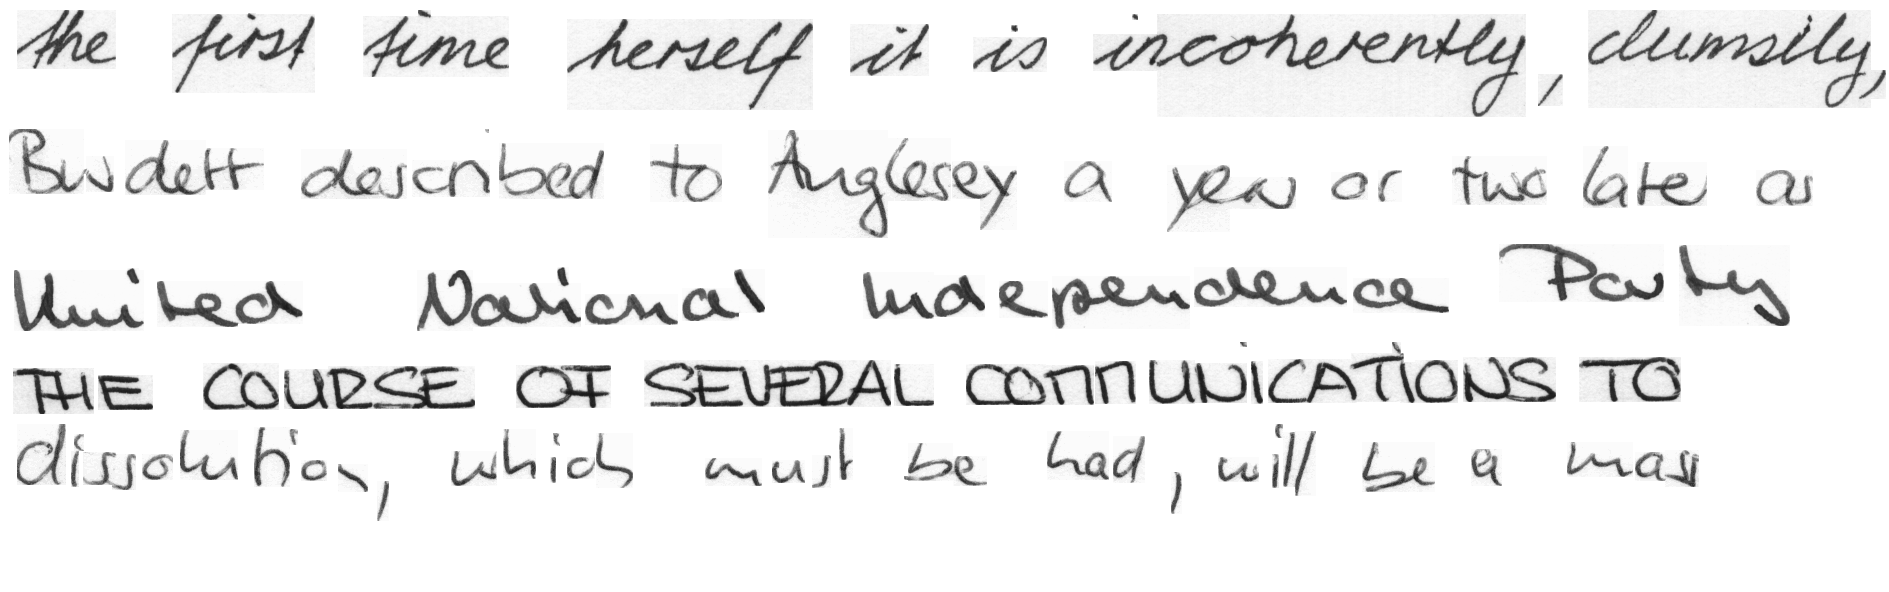 the first time herself it is incoherently, clumsily,
Burdett described to Anglesey a year or two later as
United National Independence Party
THE COURSE OF SEVERAL COMMUNICATIONS TO
dissolution, which must be had, will be a mass